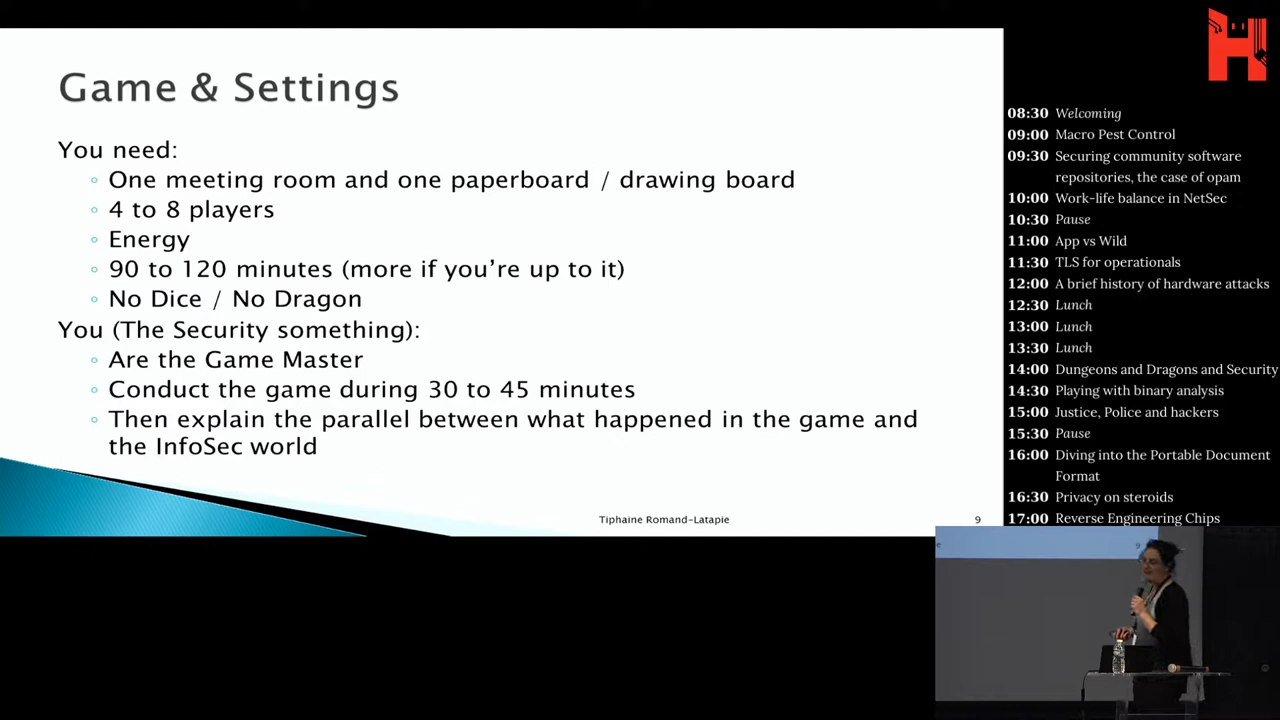 Game & Settings
You need:
One meeting room and one paperboard / drawing board
4 to 8 players
Energy
90 to 120 minutes (more if you’re up to it)
No Dice / No Dragon
You (The Security something):
Are the Game Master
Conduct the game during 30 to 45 minutes
Then explain the parallel between what happened in the game and
the InfoSec world
Tiphaine Romand-Latapie
9
H
08:30 Welcoming
09:00 Macro Pest Control
09:30 Securing community software
repositories, the case of opam
10:00 Work-life balance in NetSec
10:30 Pause
11:00 App vs Wild
11:30 TLS for operationals
12:00 A brief history of hardware attacks
12:30 Lunch
13:00 Lunch
13:30 Lunch
14:00 Dungeons and Dragons and Security
14:30 Playing with binary analysis
15:00 Justice, Police and hackers
15:30 Pause
16:00 Diving into the Portable Document
Format
16:30 Privacy on steroids
17:00 Reverse Engineering Chips
e 9